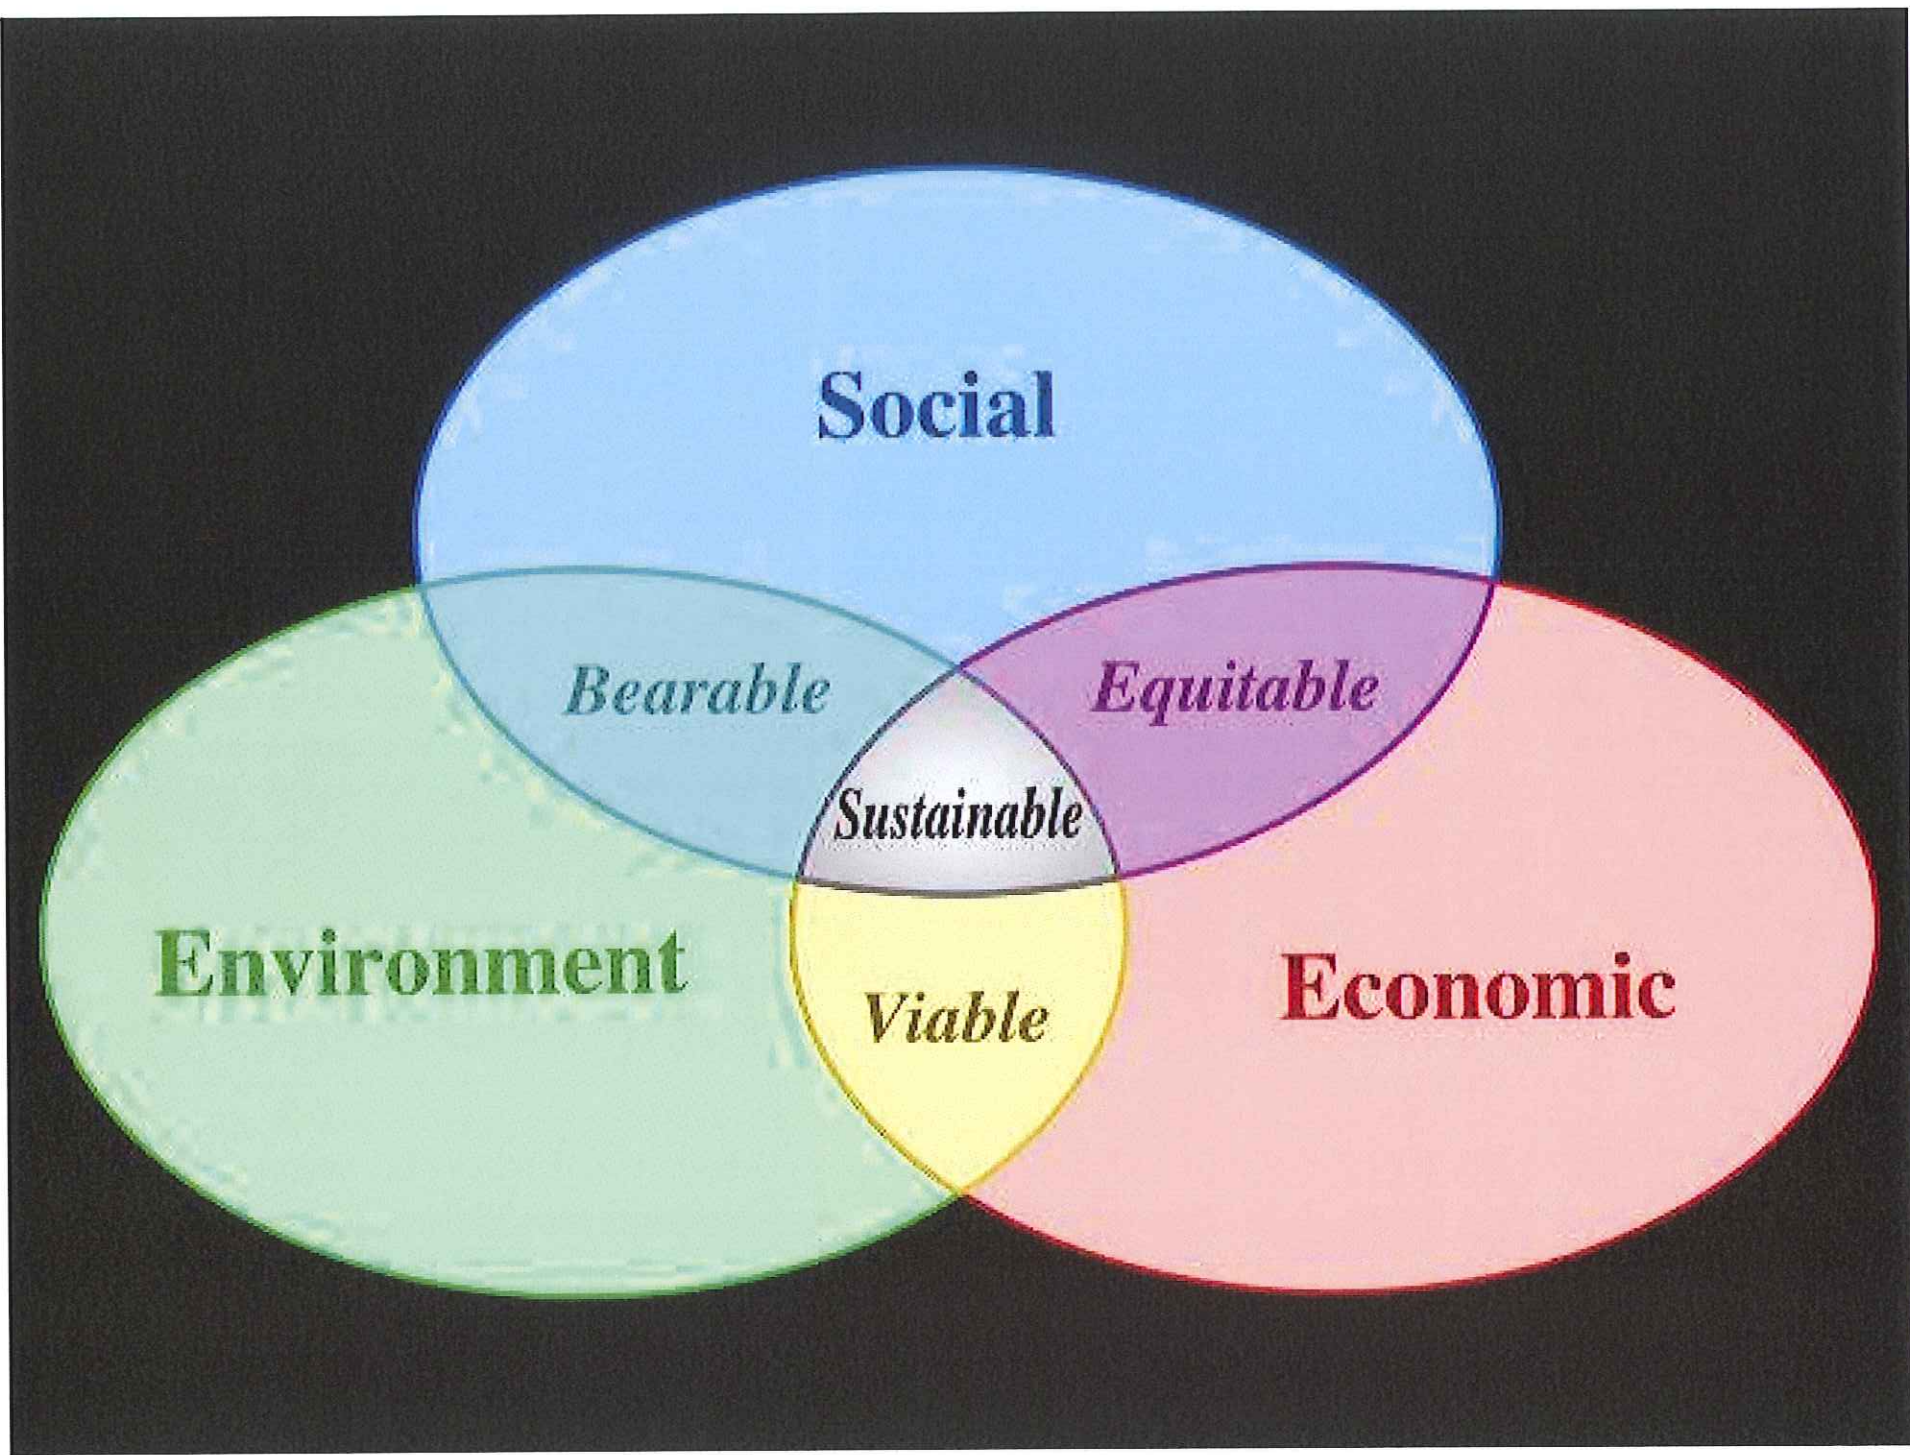 Social
Bearable
Equitable
Sustainable
Environment
Economic
Viable